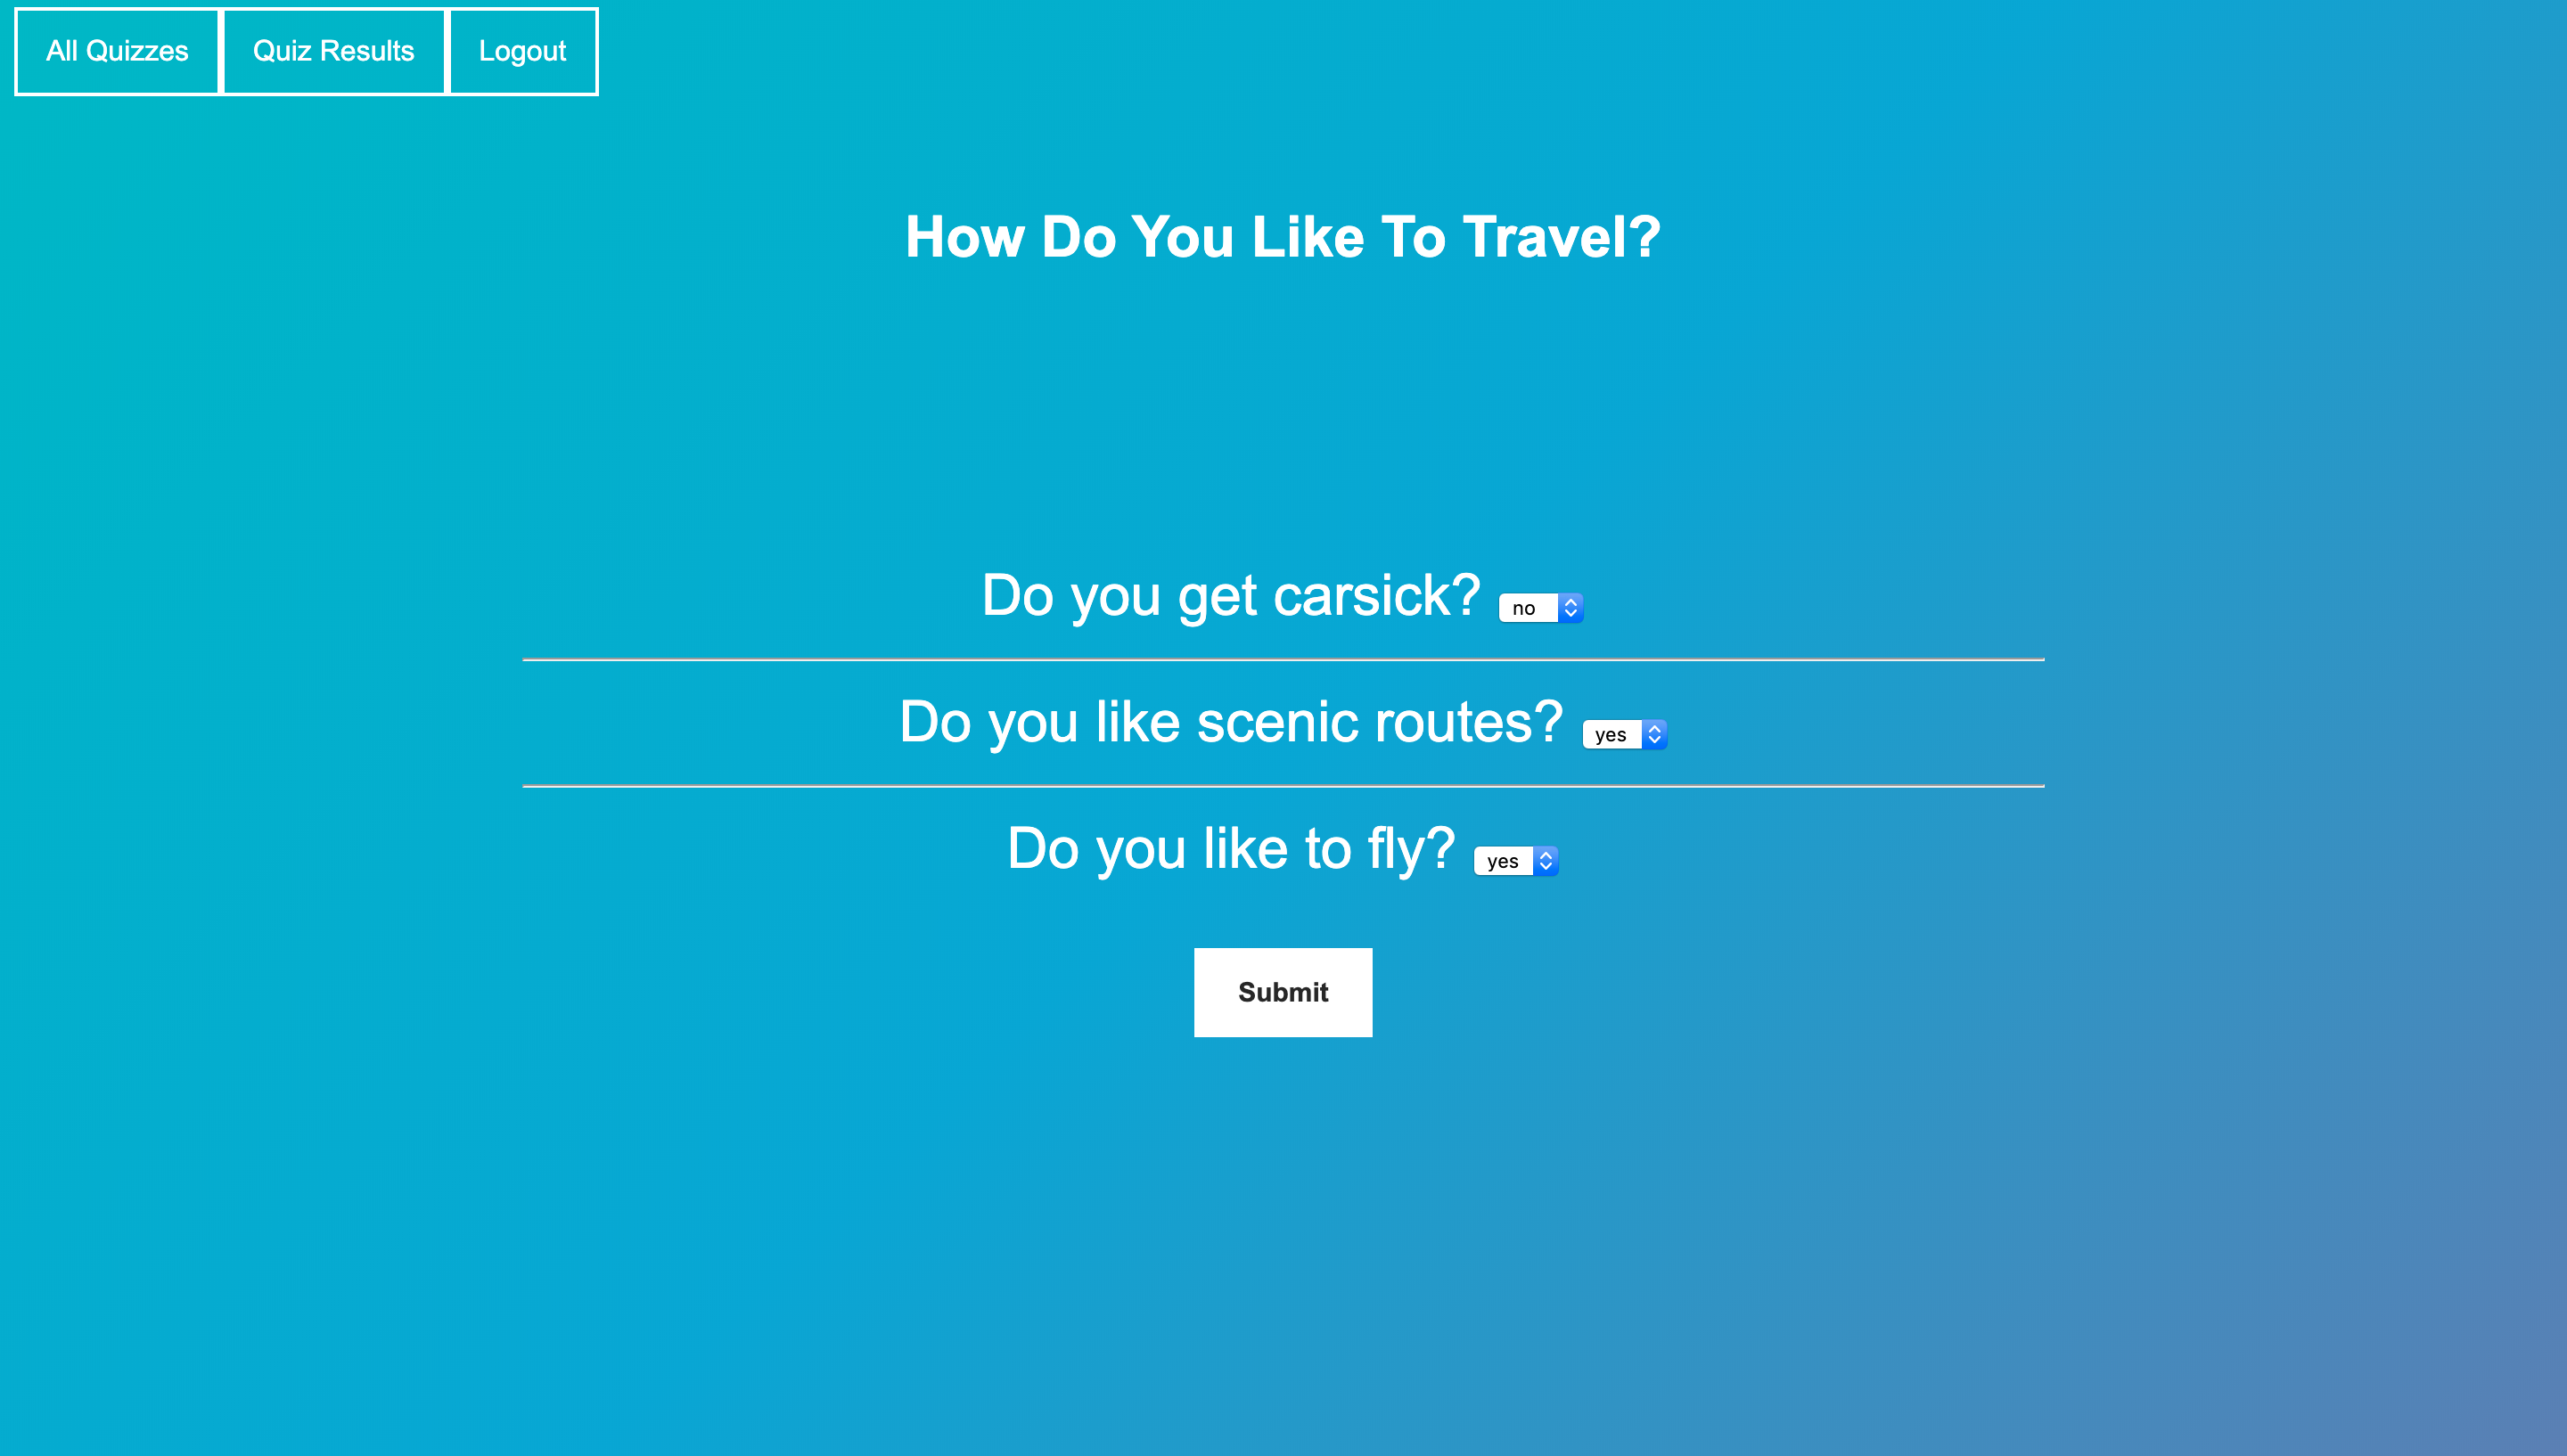 All Quizzes Quiz Results Logout
How Do You Like To Travel?
Do you get carsick? no
Do you like scenic routes? yes
Do you like to fly? yes
Submit